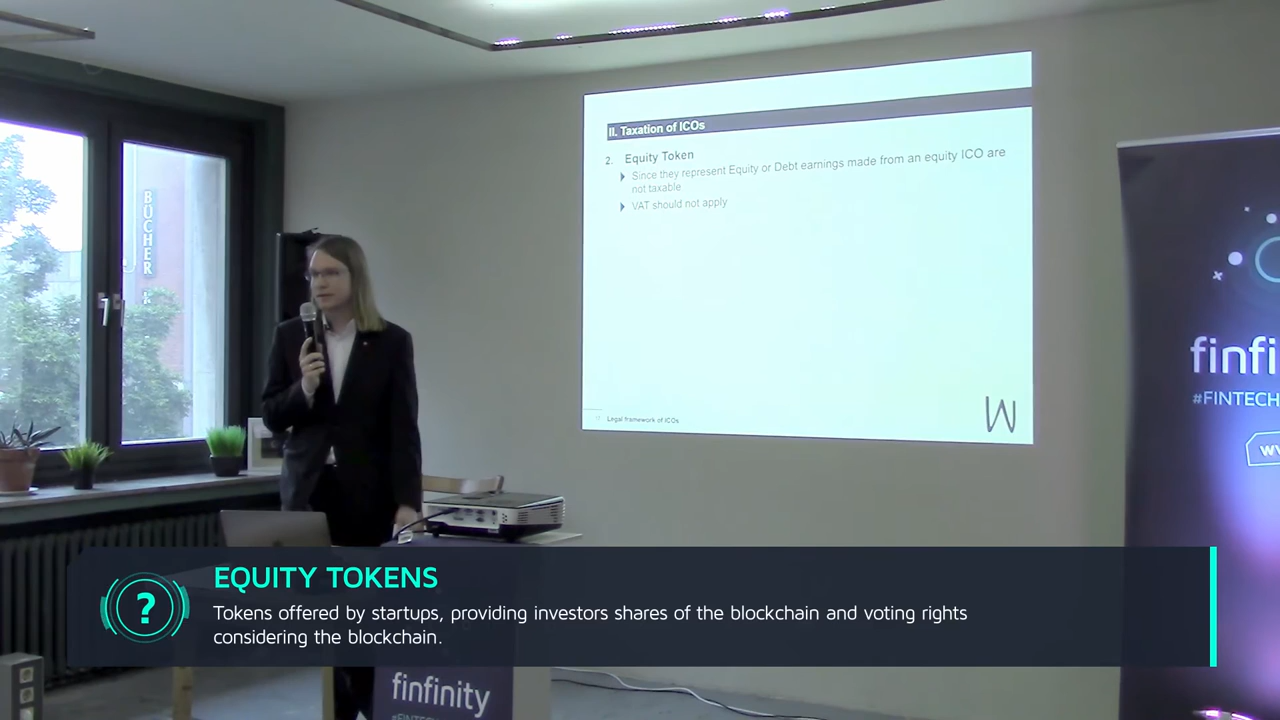 II. Taxation of ICOs
2. Equity Token
Since they represent Equity or Debt earnings made from an equity ICO are
not taxable
VAT should not apply
Legal framework of ICOs
W
BÜCHER
finfi
#FINTECH
EQUITY TOKENS
?
Tokens offered by startups, providing investors shares of the blockchain and voting rights
considering the blockchain.
finfinity